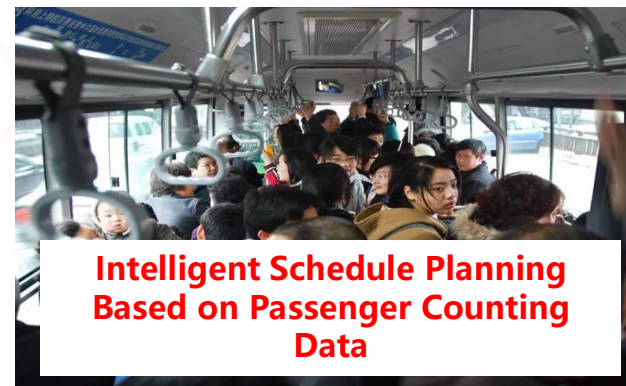 Intelligent Schedule Planning
Based on Passenger Counting
Data